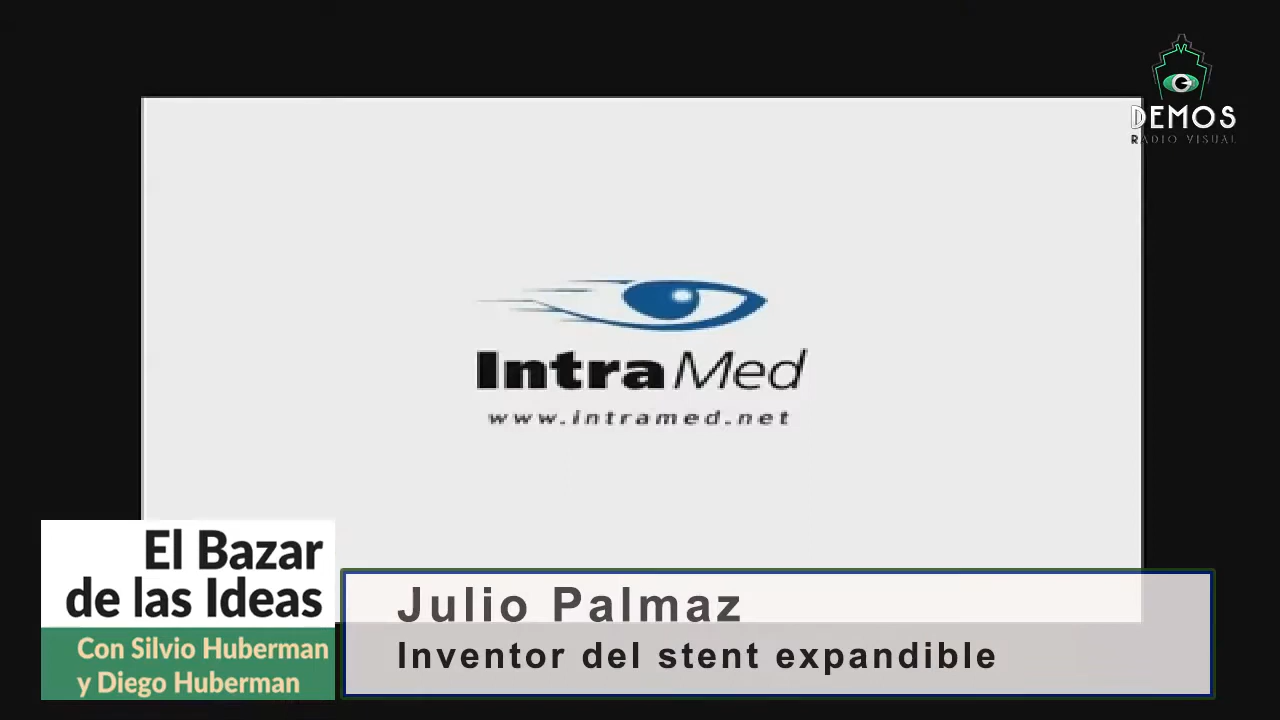 DEMOS
RADIO VISUAL
IntraMed
www.intramed.net
El Bazar
de las Ideas
Con Silvio Huberman
y Diego Huberman
Julio Palmaz
Inventor del stent expandible